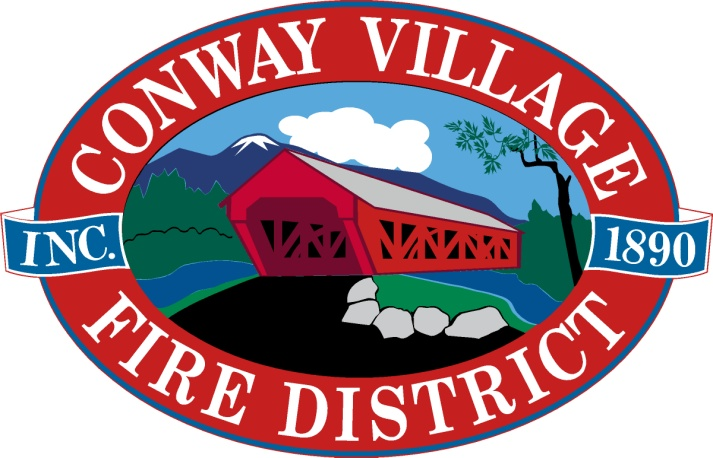 CONWAY VILLAGE
INC.
1890
FIRE DISTRICT